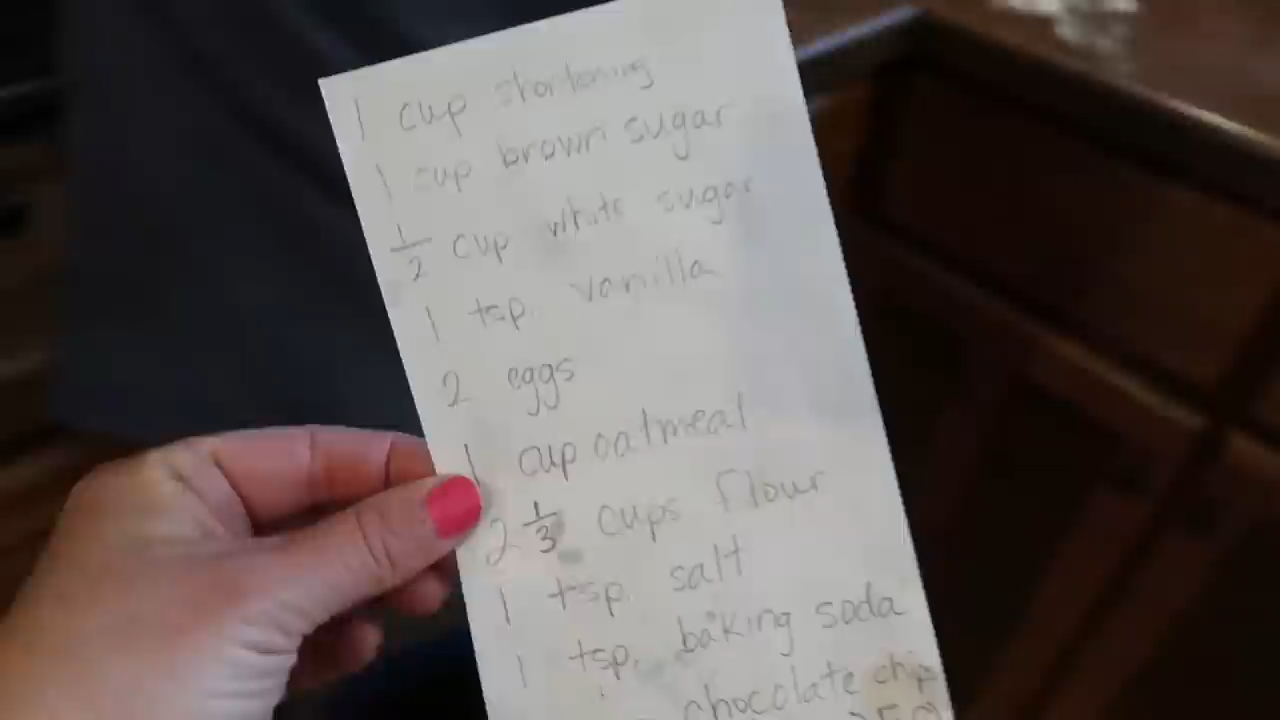 1 cup shortening
1 cup brown sugar
1/2 cup white sugar
1 tsp. vanilla
2 eggs
1 cup oatmeal
2 1/3 cups flour
1 tsp. salt
1 tsp. baking soda
chocolate chip
350